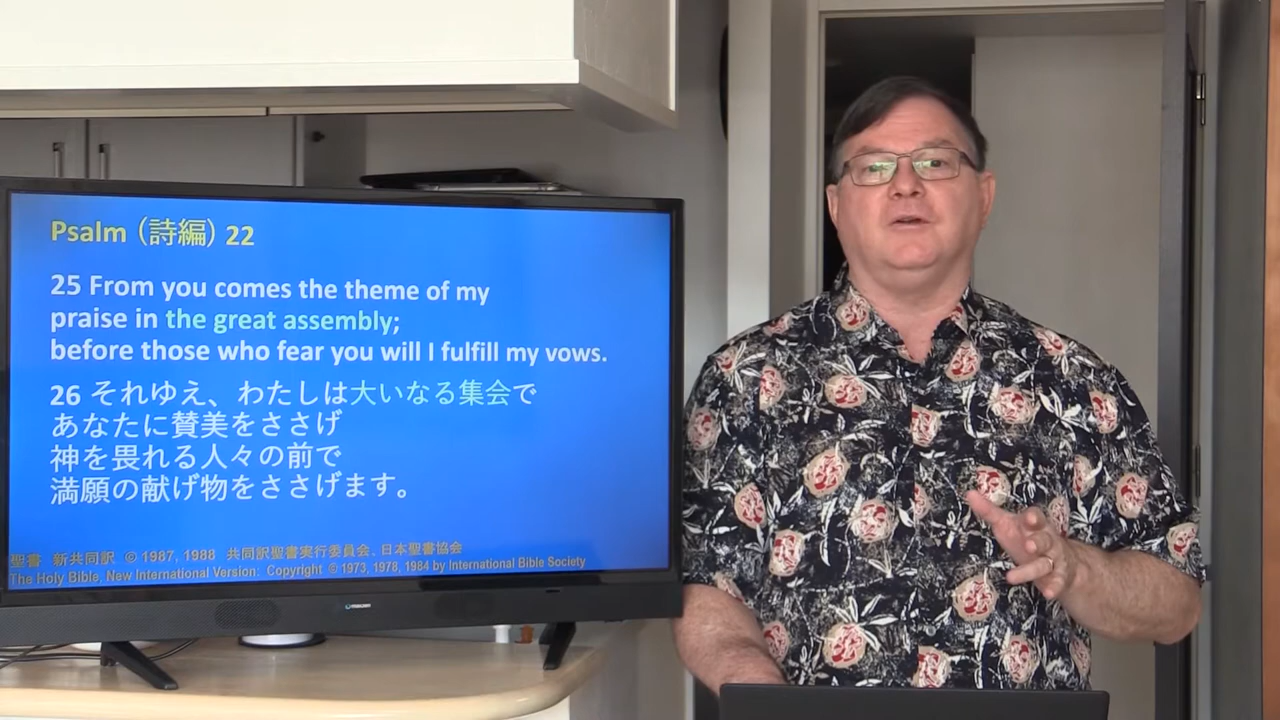 Psalm（詩編）22
25 From you comes the theme of my
praise in the great assembly;
before those who fear you will I fulfill my vows.
26 それゆえ、わたしは大いなる集会で
あなたに賛美をささげ
神を畏れる人々の前で
満願の献げ物をささげます。
聖書　新共同訳　© 1987, 1988　共同訳聖書実行委員会、日本聖書協会
The Holy Bible, New International Version: Copyright © 1973, 1978, 1984 by International Bible Society